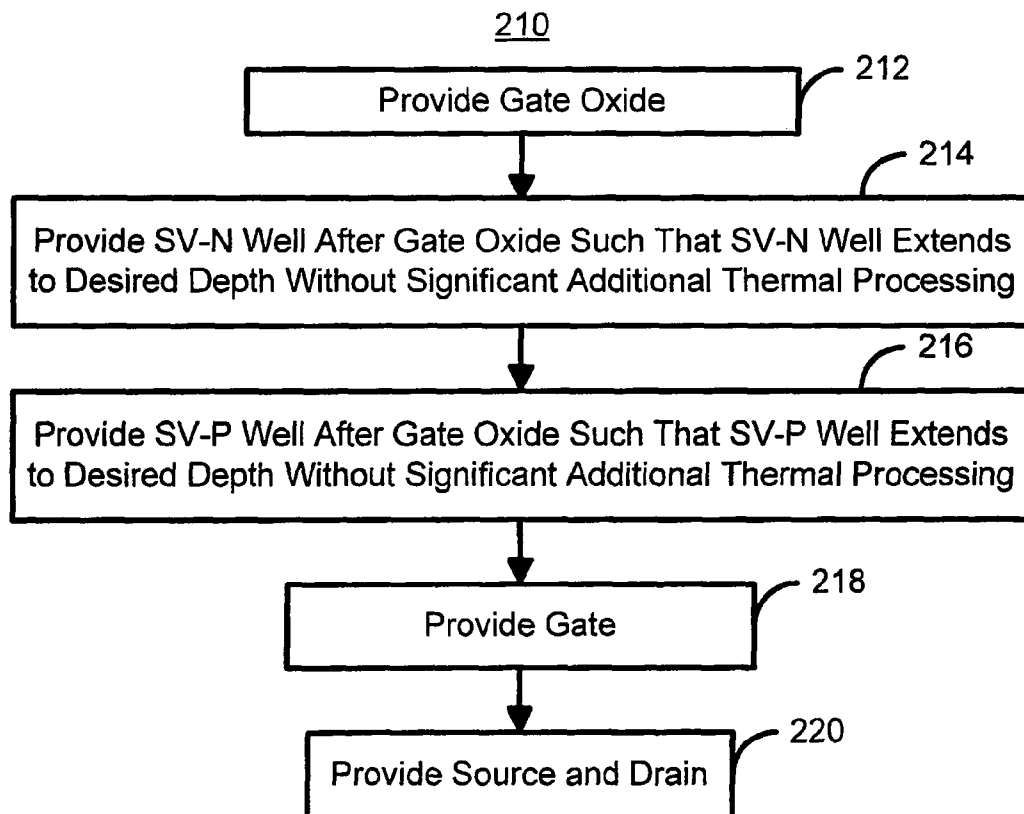 210
Provide Gate Oxide
212
214
Provide SV-N Well After Gate Oxide Such That SV-N Well Extends
to Desired Depth Without Significant Additional Thermal Processing
216
Provide SV-P Well After Gate Oxide Such That SV-P Well Extends
to Desired Depth Without Significant Additional Thermal Processing
218
Provide Gate
220
Provide Source and Drain